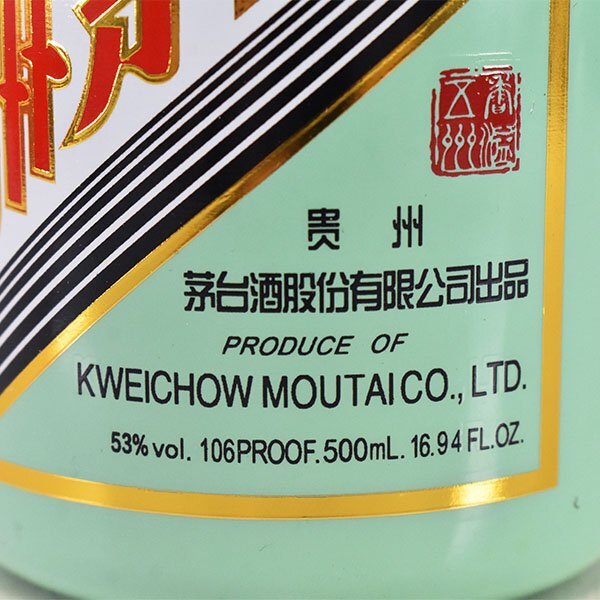 贵州
茅台酒股份有限公司出品
PRODUCE OF
KWEICHOW MOUTAI CO., LTD.
53% vol. 106PROOF. 500mL. 16.94 FL.OZ.